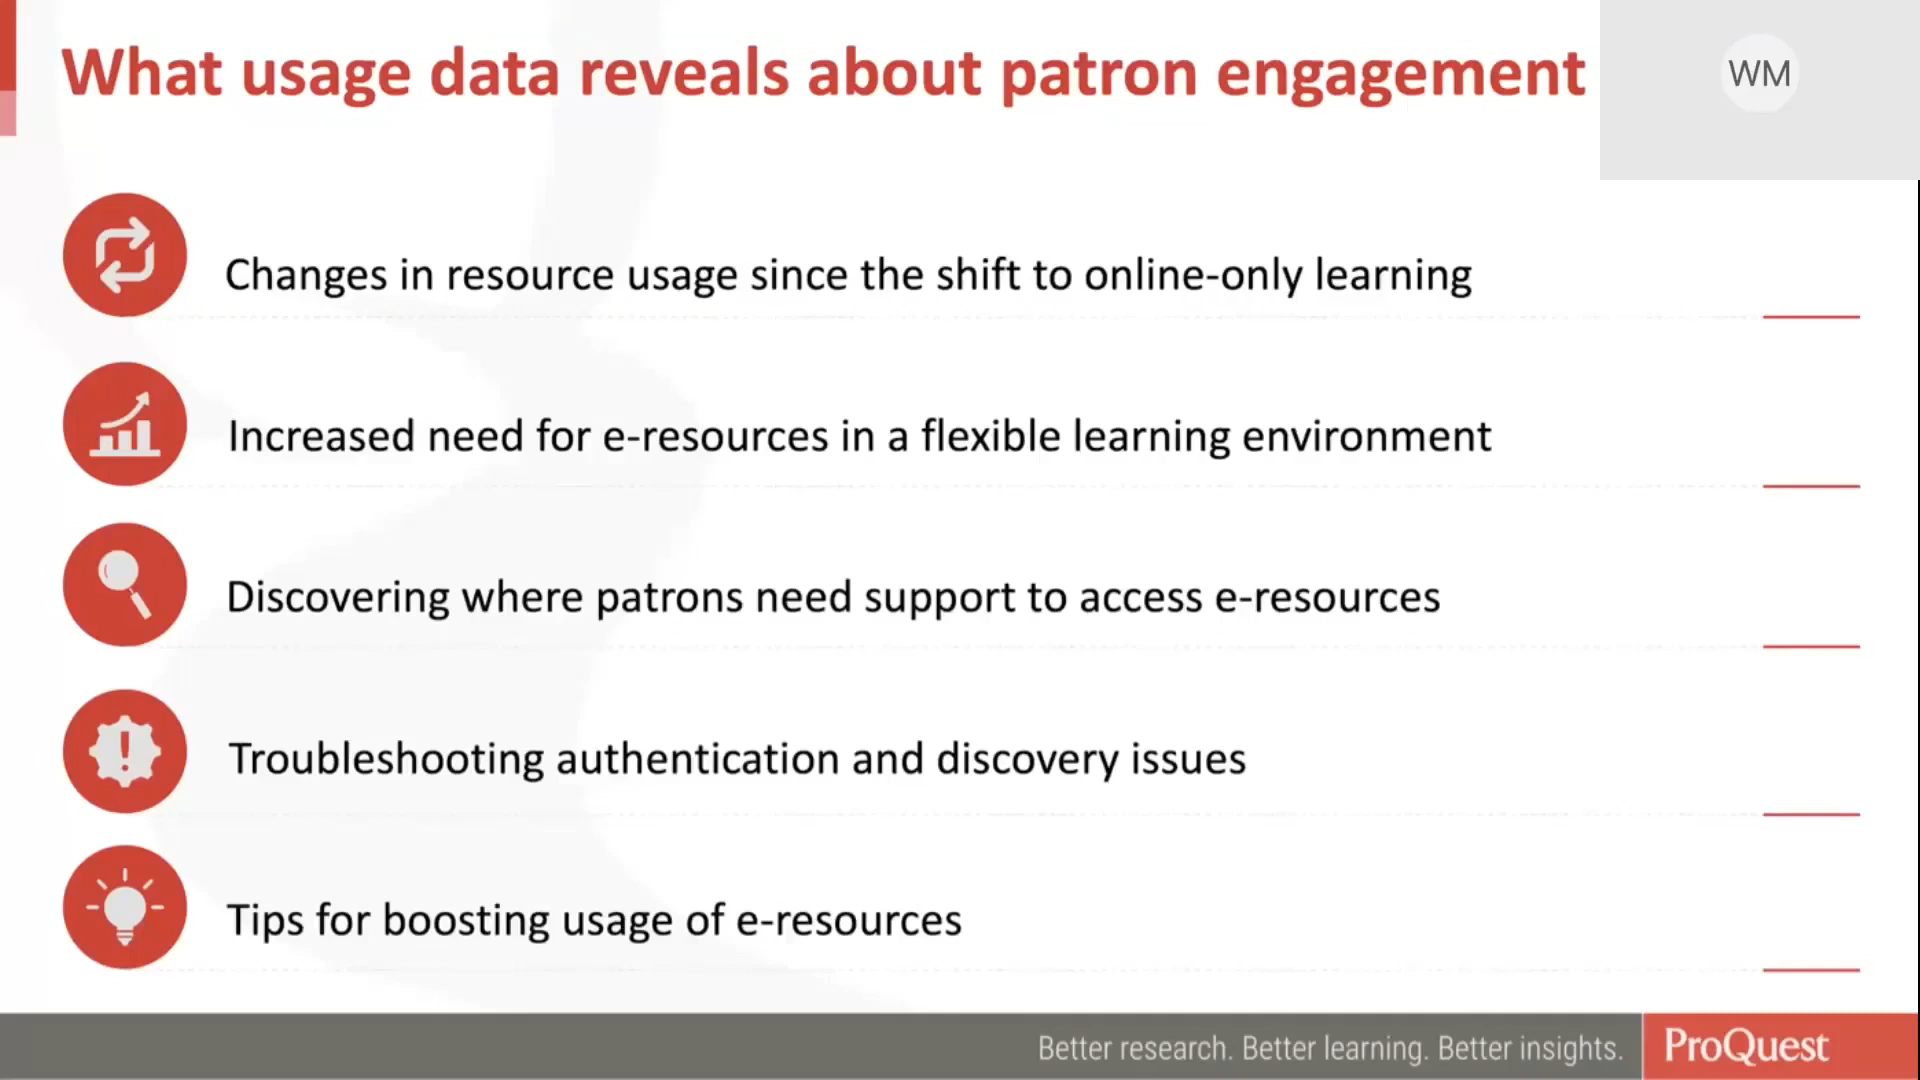 What usage data reveals about patron engagement
WM
Changes in resource usage since the shift to online-only learning
Increased need for e-resources in a flexible learning environment
Discovering where patrons need support to access e-resources
Troubleshooting authentication and discovery issues
Tips for boosting usage of e-resources
Better research. Better learning. Better insights.
ProQuest